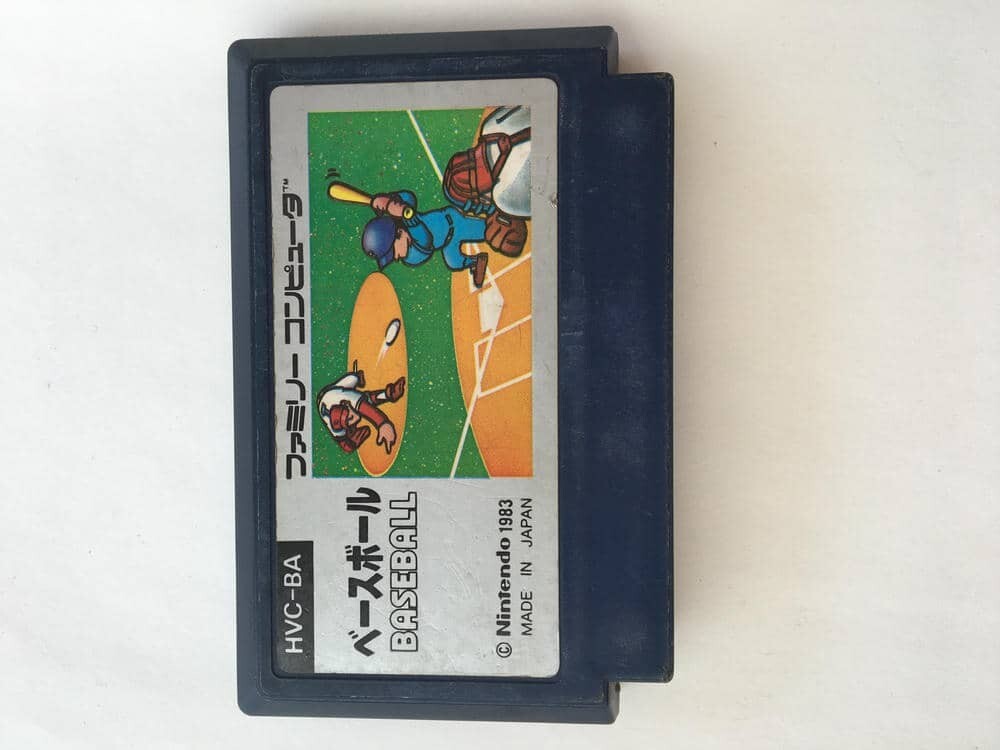 HVC-BA
ファミリー コンピュータ™
ベースボール
BASEBALL
© Nintendo 1983
MADE IN JAPAN